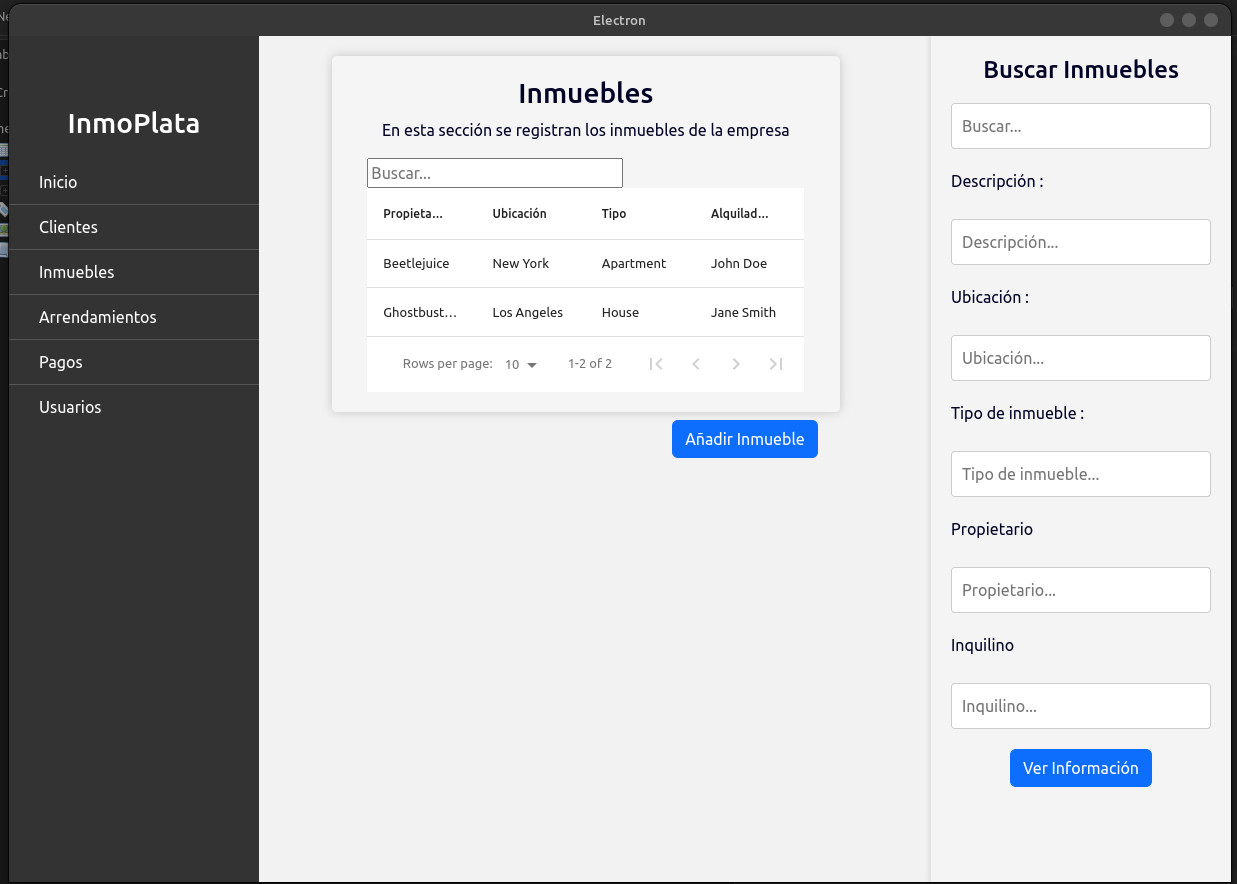 Electron
InmoPlata
Inicio
Clientes
Inmuebles
Arrendamientos
Pagos
Usuarios
Inmuebles
En esta sección se registran los inmuebles de la empresa
Buscar...
Propieta... Ubicación Tipo Alquilad...
Beetlejuice New York Apartment John Doe
Ghostbust... Los Angeles House Jane Smith
Rows per page: 10 1-2 of 2
Añadir Inmueble
Buscar Inmuebles
Buscar...
Descripción :
Descripción...
Ubicación :
Ubicación...
Tipo de inmueble :
Tipo de inmueble...
Propietario
Propietario...
Inquilino
Inquilino...
Ver Información